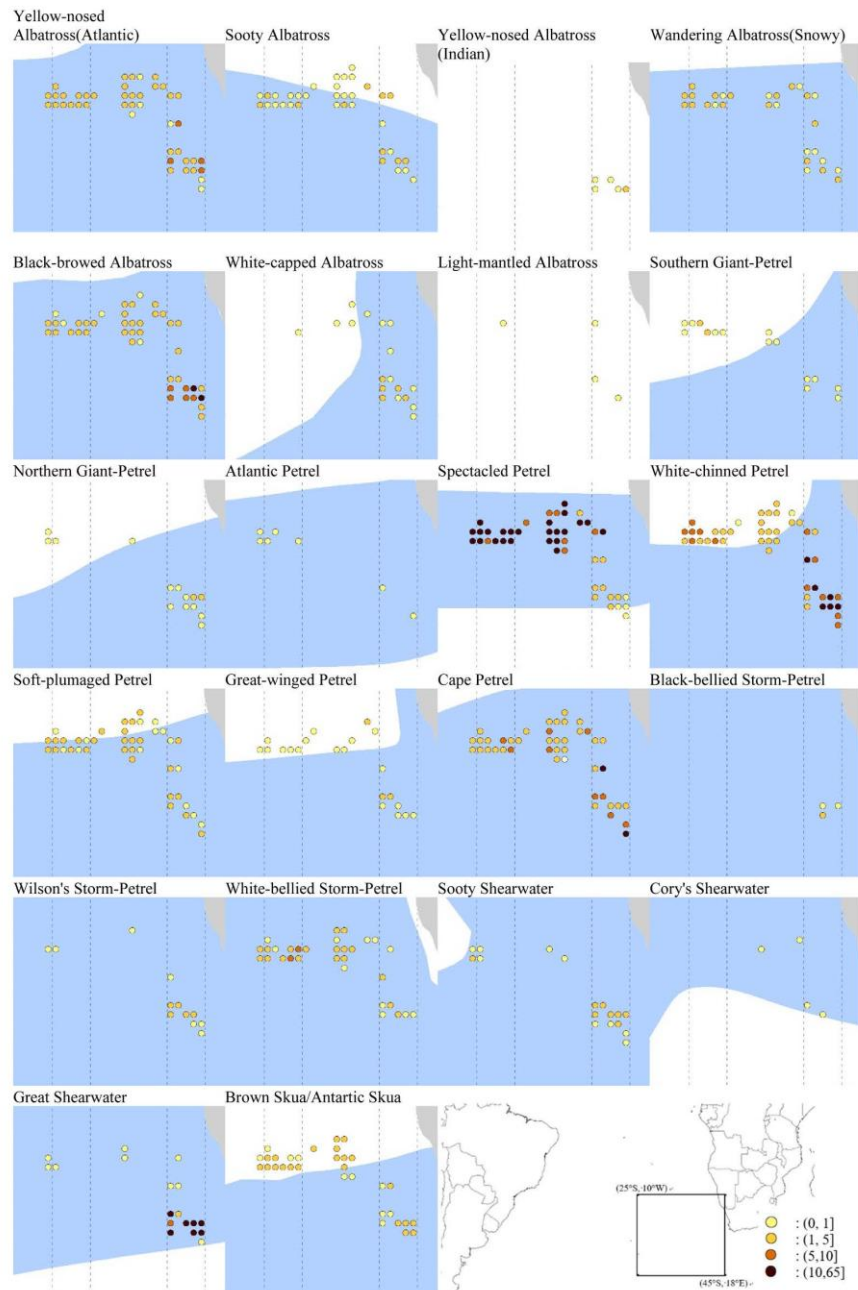 Yellow-nosed
Albatross(Atlantic)
Sooty Albatross
Yellow-nosed Albatross
(Indian)
Wandering Albatross(Snowy)
Black-browed Albatross
White-capped Albatross
Light-mantled Albatross
Southern Giant-Petrel
Northern Giant-Petrel
Atlantic Petrel
Spectacled Petrel
White-chinned Petrel
Soft-plumaged Petrel
Great-winged Petrel
Cape Petrel
Black-bellied Storm-Petrel
Wilson's Storm-Petrel
White-bellied Storm-Petrel
Sooty Shearwater
Cory's Shearwater
Great Shearwater
Brown Skua/Antartic Skua
(25°S, -10°W)
(45°S, -18°E)
: (0, 1]
: (1, 5]
: (5,10]
: (10,65]